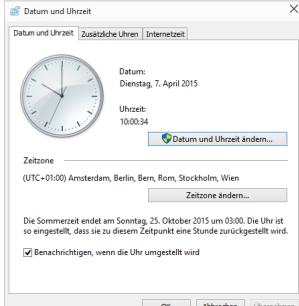 Datum und Uhrzeit
Datum und Uhrzeit Zusätzliche Uhren Internetzeit
Datum:
Dienstag, 7. April 2015
Uhrzeit:
10:00:34
Datum und Uhrzeit ändern...
Zeitzone
(UTC+01:00) Amsterdam, Berlin, Bern, Rom, Stockholm, Wien
Zeitzone ändern...
Die Sommerzeit endet am Sonntag, 25. Oktober 2015 um 03:00. Die Uhr ist
so eingestellt, dass sie zu diesem Zeitpunkt eine Stunde zurückgestellt wird.
Benachrichtigen, wenn die Uhr umgestellt wird
OK Abbrechen Übernehmen